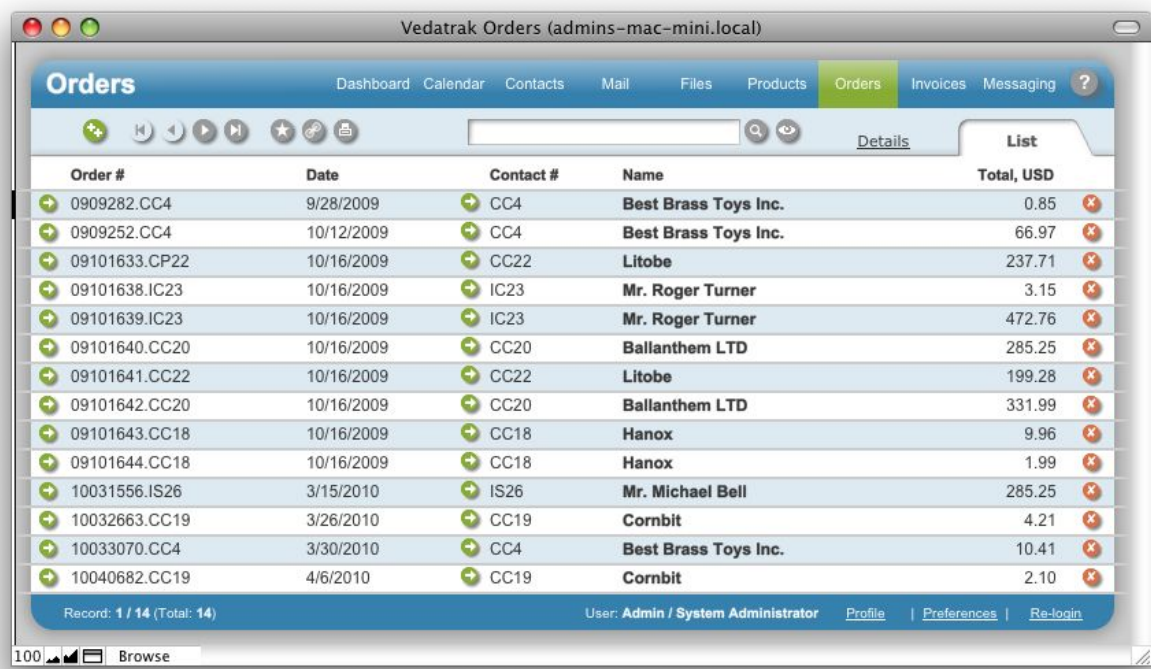 Vedatrak Orders (admins-mac-mini.local)
Orders Dashboard Calendar Contacts Mail Files Products Orders Invoices Messaging ?
Details List
Order # Date Contact # Name Total, USD
0909282.CC4 9/28/2009 CC4 Best Brass Toys Inc. 0.85
0909252.CC4 10/12/2009 CC4 Best Brass Toys Inc. 66.97
09101633.CP22 10/16/2009 CC22 Litobe 237.71
09101638.IC23 10/16/2009 IC23 Mr. Roger Turner 3.15
09101639.IC23 10/16/2009 IC23 Mr. Roger Turner 472.76
09101640.CC20 10/16/2009 CC20 Ballanthem LTD 285.25
09101641.CC22 10/16/2009 CC22 Litobe 199.28
09101642.CC20 10/16/2009 CC20 Ballanthem LTD 331.99
09101643.CC18 10/16/2009 CC18 Hanox 9.96
09101644.CC18 10/16/2009 CC18 Hanox 1.99
10031556.IS26 3/15/2010 IS26 Mr. Michael Bell 285.25
10032663.CC19 3/26/2010 CC19 Cornbit 4.21
10033070.CC4 3/30/2010 CC4 Best Brass Toys Inc. 10.41
10040682.CC19 4/6/2010 CC19 Cornbit 2.10
Record: 1 / 14 (Total: 14) User: Admin / System Administrator Profile | Preferences | Re-login
100 Browse